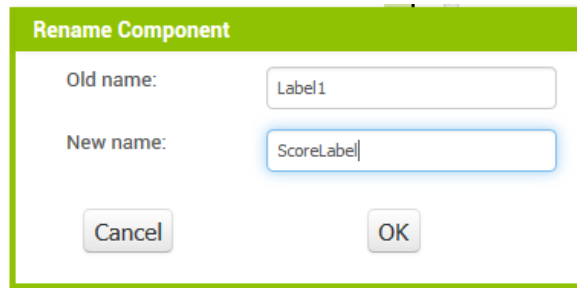 Rename Component
Old name: Label1
New name: ScoreLabel
Cancel OK